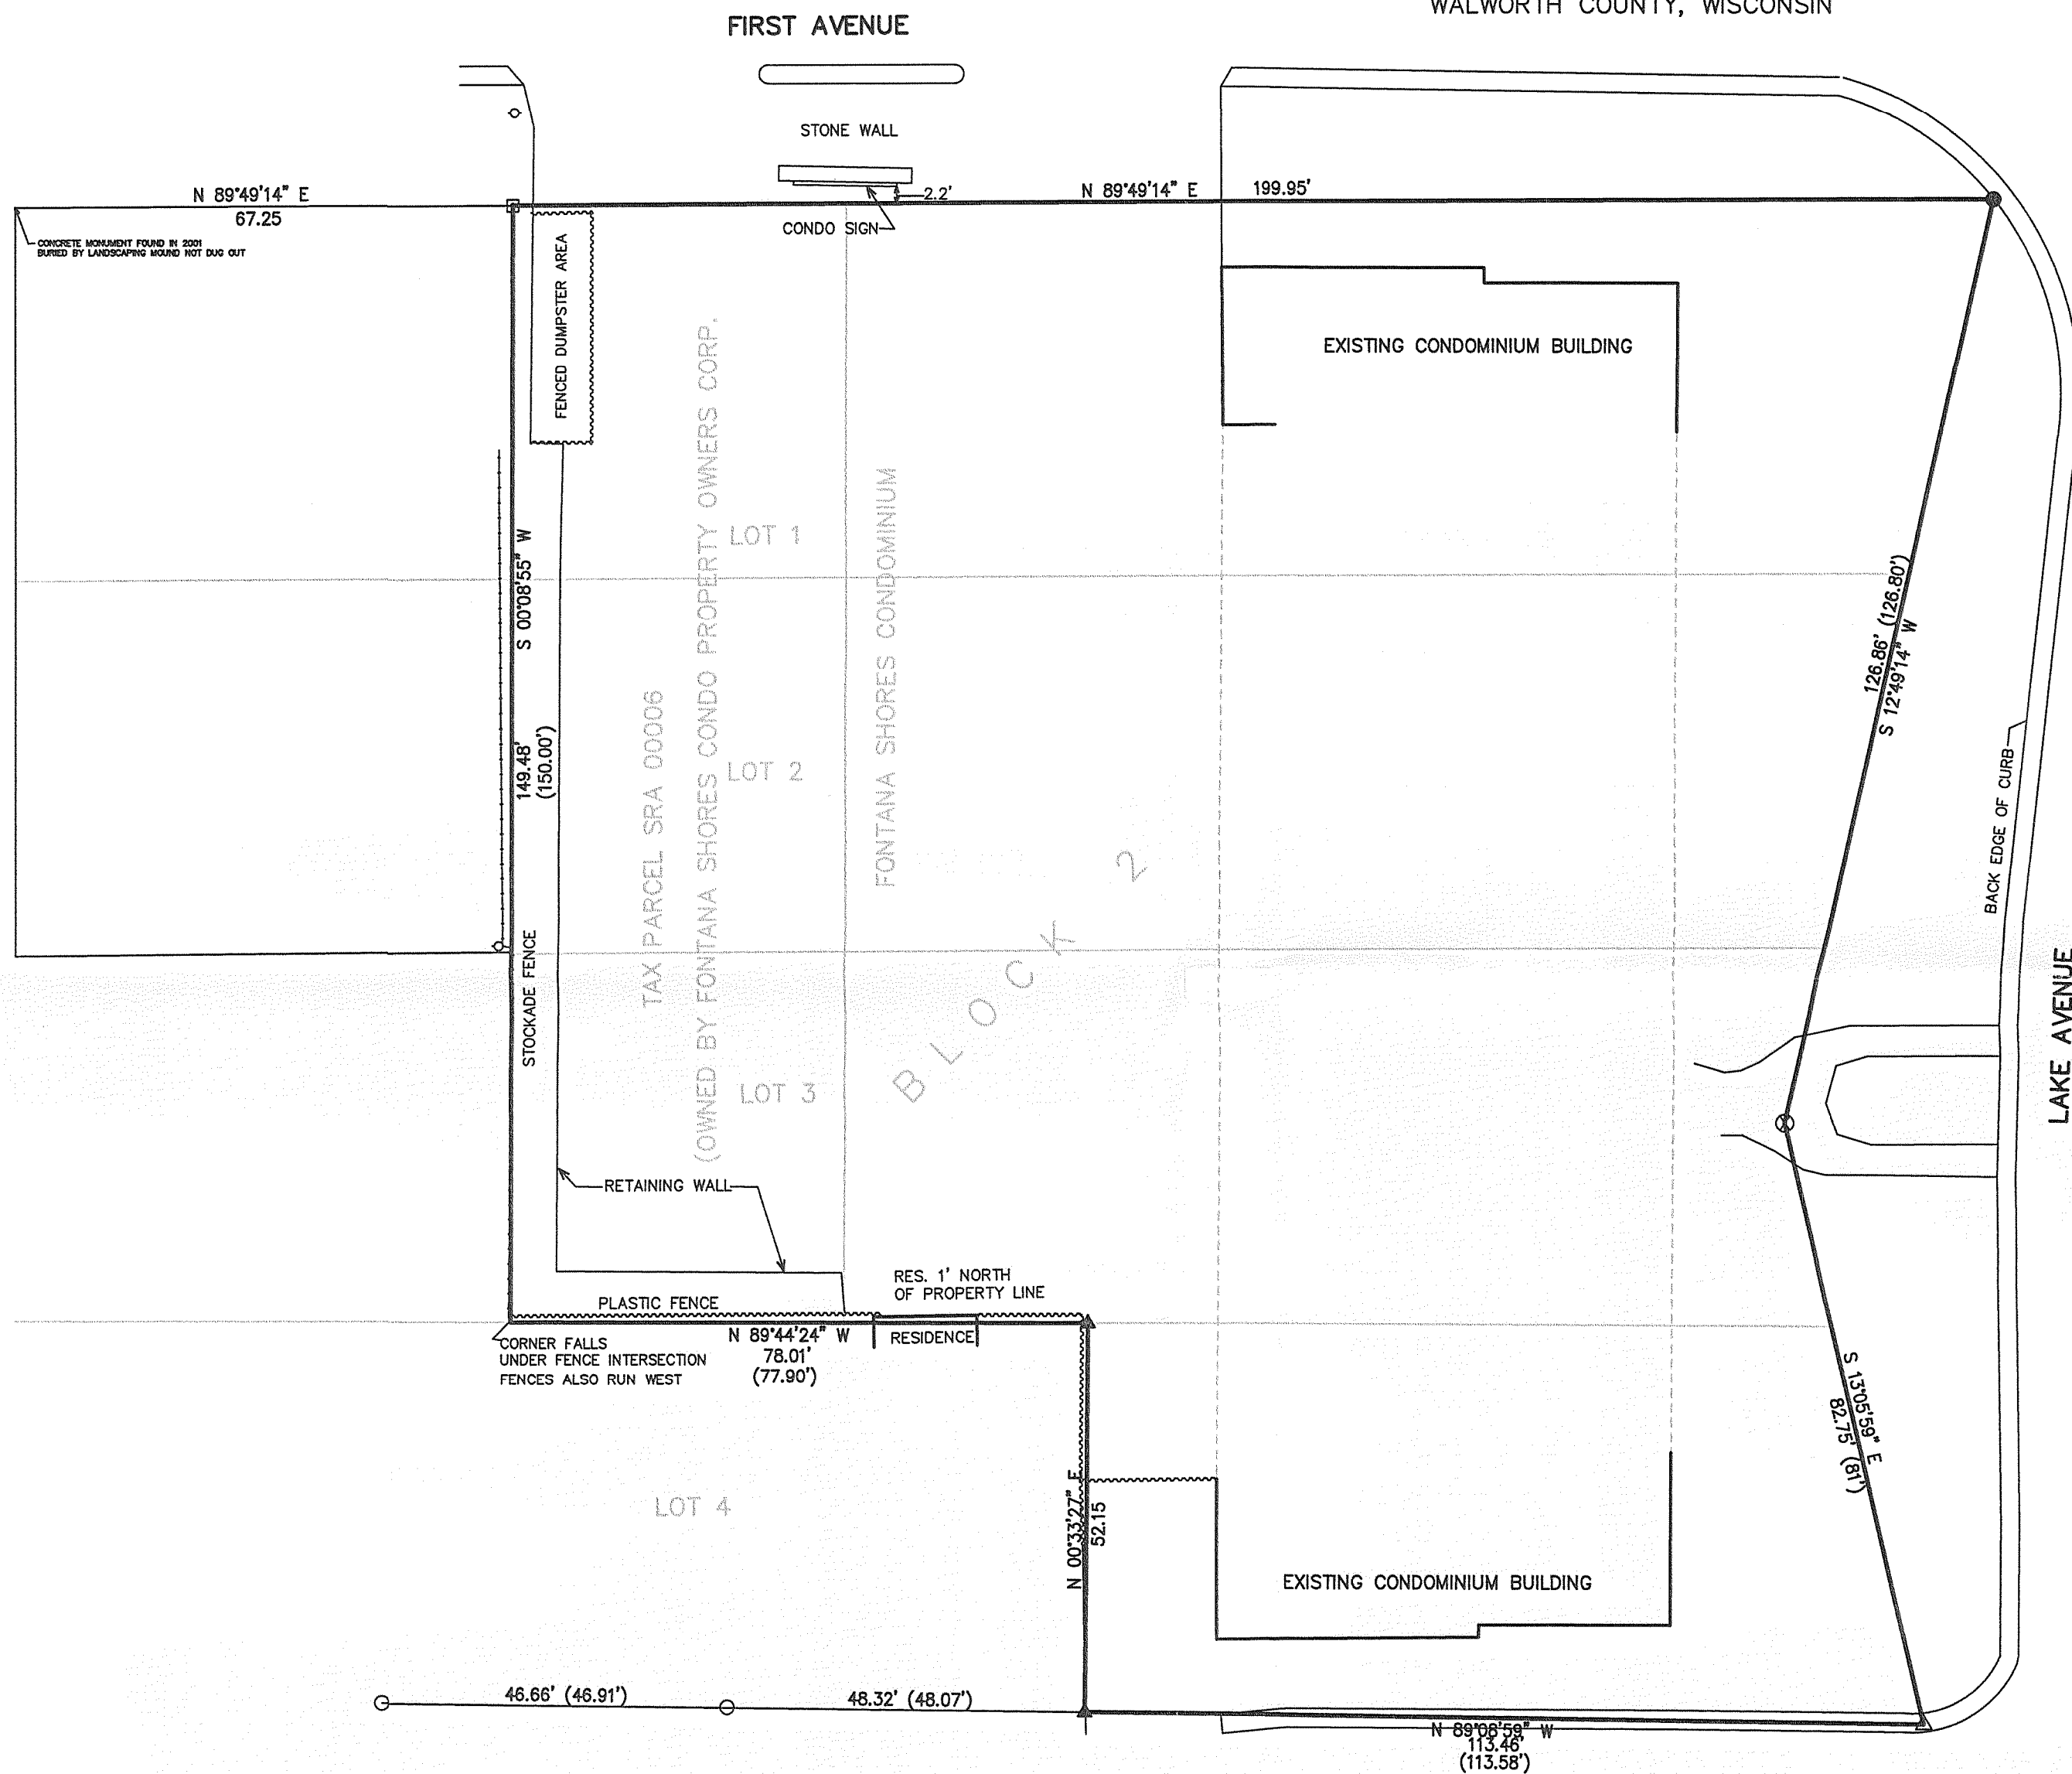 WALWORTH COUNTY, WISCONSIN
FIRST AVENUE
STONE WALL
N 89°49'14" E
67.25
N 89°49'14" E 199.95'
2.2'
CONDO SIGN
CONCRETE MONUMENT FOUND IN 2001
BURIED BY LANDSCAPING MOUND NOT DUG OUT
FENCED DUMPSTER AREA
EXISTING CONDOMINIUM BUILDING
LOT 1
S 00°08'55" W
149.48'
(150.00')
TAX PARCEL SRA 00006
(OWNED BY FONTANA SHORES CONDO PROPERTY OWNERS CORP.
FONTANA SHORES CONDOMINIUM
126.86' (126.80')
S 12°49'14" W
LOT 2
BLOCK 2
BACK EDGE OF CURB
LAKE AVENUE
STOCKADE FENCE
LOT 3
RETAINING WALL
RES. 1' NORTH
OF PROPERTY LINE
PLASTIC FENCE
N 89°44'24" W
78.01'
(77.90')
RESIDENCE
CORNER FALLS
UNDER FENCE INTERSECTION
FENCES ALSO RUN WEST
S 13°05'59" E
82.75' (81')
LOT 4
N 00°33'27" E
52.15
EXISTING CONDOMINIUM BUILDING
46.66' (46.91')
48.32' (48.07')
N 89°08'59" W
113.46'
(113.58')